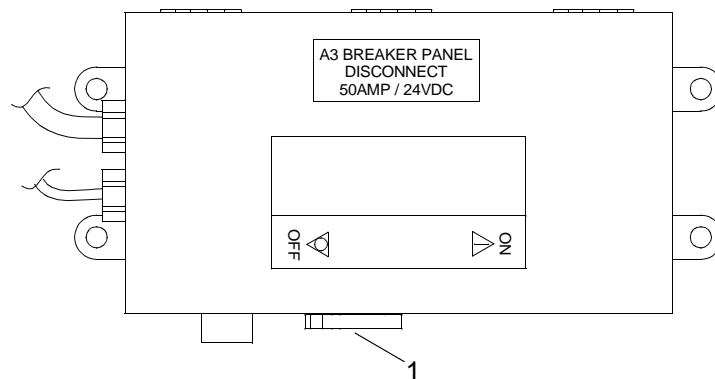 A3 BREAKER PANEL
DISCONNECT
50AMP / 24VDC
OFF
ON
1